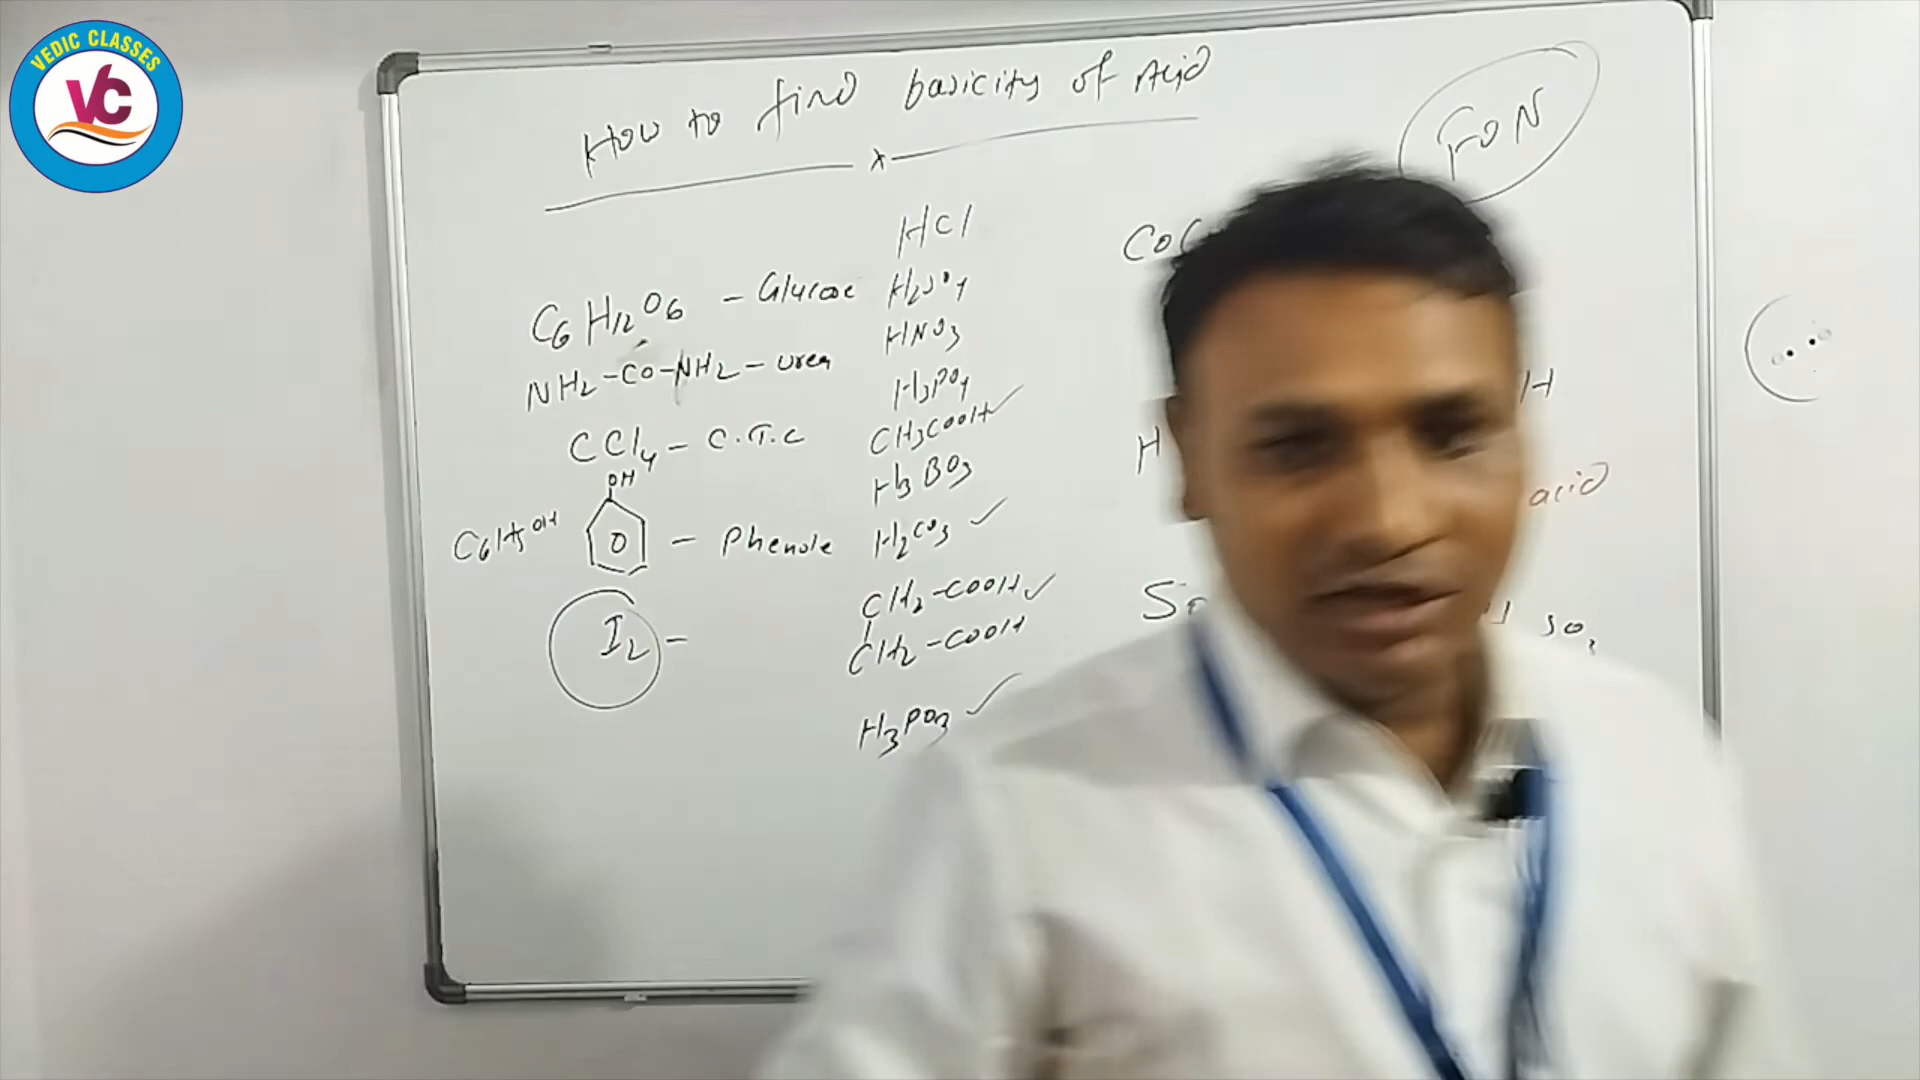 VEDIC CLASSES
VC
How to find basicity of Acid
x
FON
C6H12O6 - Glucose
NH2-CO-NH2 - urea
CCl4 - C.T.C
OH
C6H5OH
O - Phenole
I2 -
HCl
H2SO4
HNO3
H3PO4
CH3COOH ✓
H3BO3
H2CO3 ✓
CH2-COOH ✓
CH2-COOH
H3PO3 ✓
H
H
acid
SO3